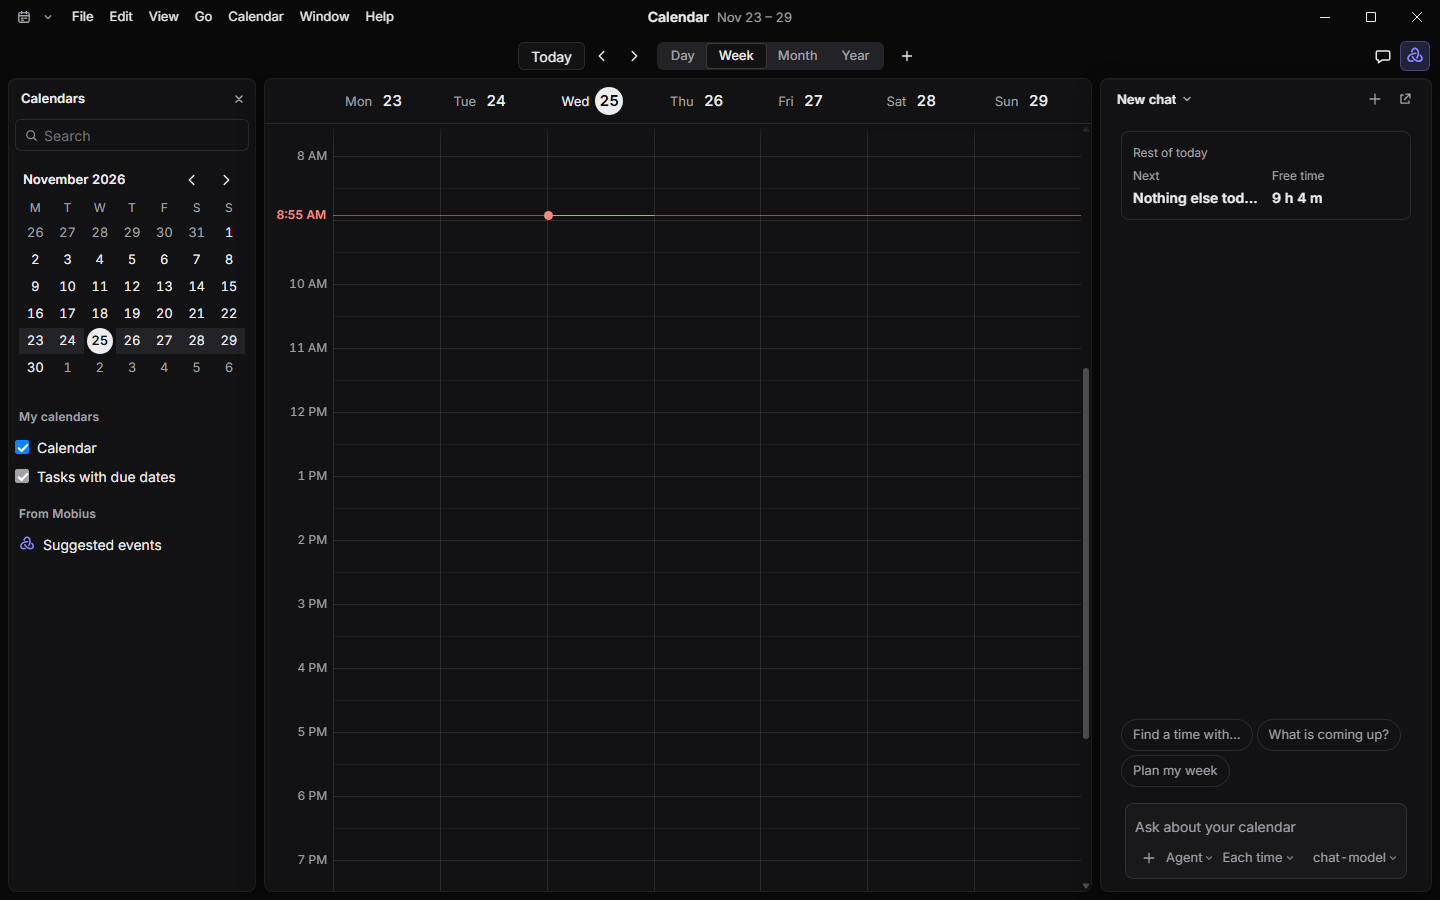 File Edit View Go Calendar Window Help
Calendar Nov 23 – 29
Today
Day Week Month Year
Calendars
Search
November 2026
M T W T F S S
26 27 28 29 30 31 1
2 3 4 5 6 7 8
9 10 11 12 13 14 15
16 17 18 19 20 21 22
23 24 25 26 27 28 29
30 1 2 3 4 5 6
My calendars
Calendar
Tasks with due dates
From Mobius
Suggested events
Mon 23 Tue 24 Wed 25 Thu 26 Fri 27 Sat 28 Sun 29
8 AM
8:55 AM
10 AM
11 AM
12 PM
1 PM
2 PM
3 PM
4 PM
5 PM
6 PM
7 PM
New chat
Rest of today
Next Free time
Nothing else tod... 9 h 4 m
Find a time with... What is coming up?
Plan my week
Ask about your calendar
Agent Each time chat-model